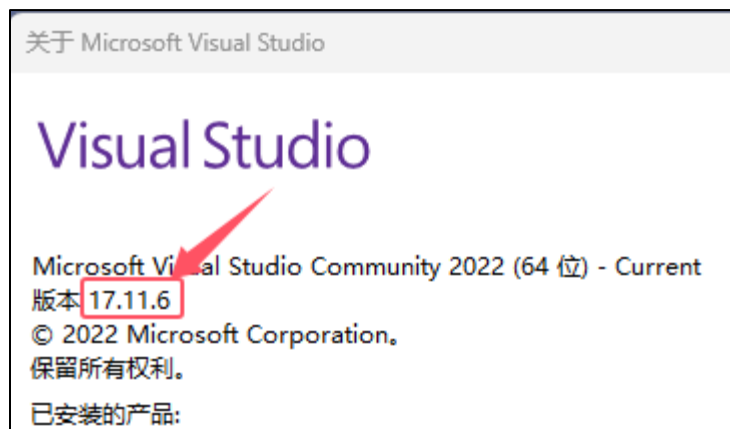 关于 Microsoft Visual Studio
Visual Studio
Microsoft Visual Studio Community 2022 (64 位) - Current
版本 17.11.6
© 2022 Microsoft Corporation。
保留所有权利。
已安装的产品: